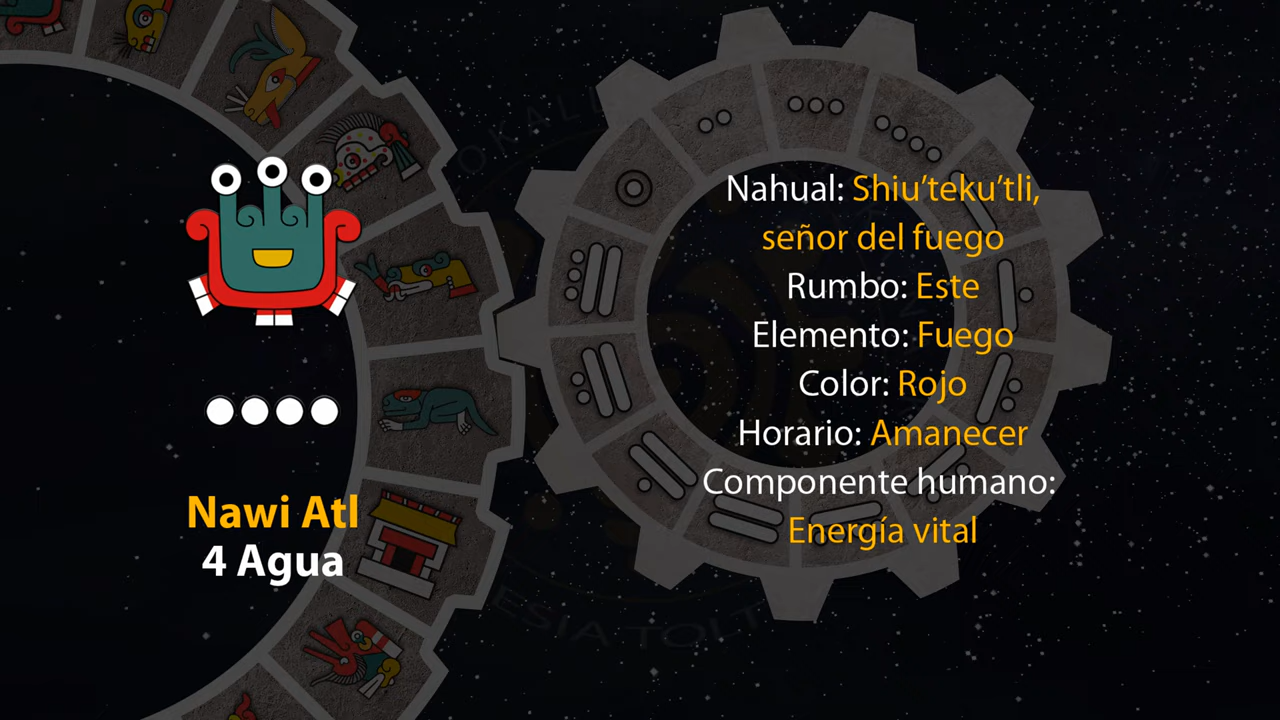 Nawi Atl
4 Agua
Nahual: Shiu’teku’tli,
señor del fuego
Rumbo: Este
Elemento: Fuego
Color: Rojo
Horario: Amanecer
Componente humano:
Energía vital